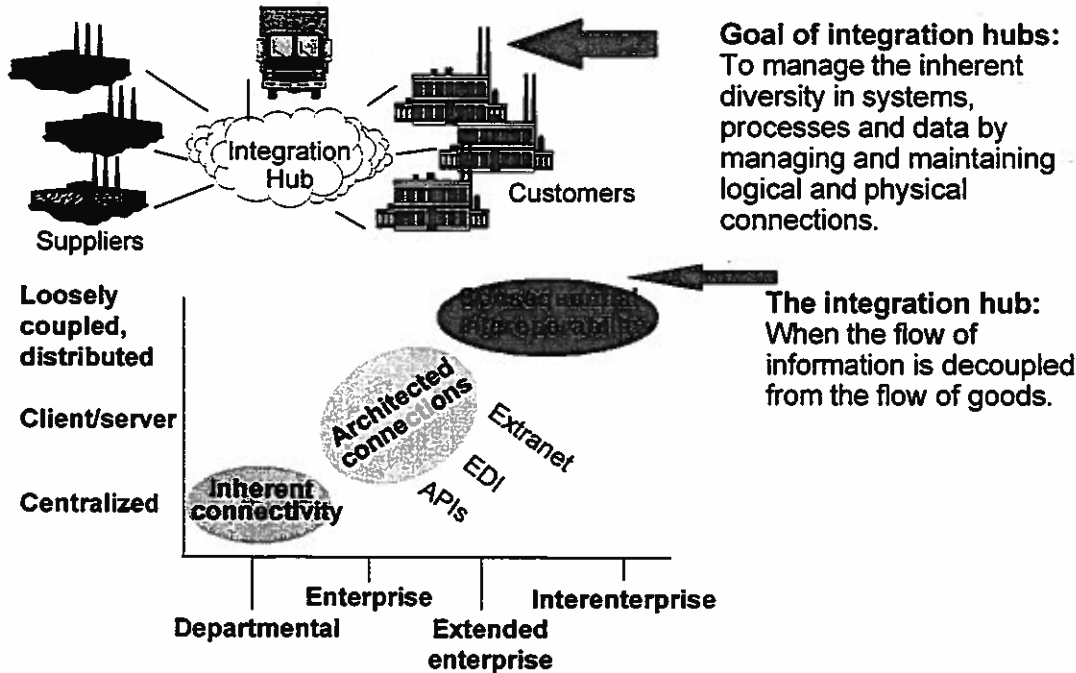 Goal of integration hubs:
To manage the inherent
diversity in systems,
processes and data by
managing and maintaining
logical and physical
connections.
Integration
Hub
Suppliers
Customers
The integration hub:
When the flow of
information is decoupled
from the flow of goods.
Loosely
coupled,
distributed
Client/server
Centralized
Architected
connections
Inherent
connectivity
Extranet
EDI
APIs
Departmental
Enterprise
Extended
enterprise
Interenterprise